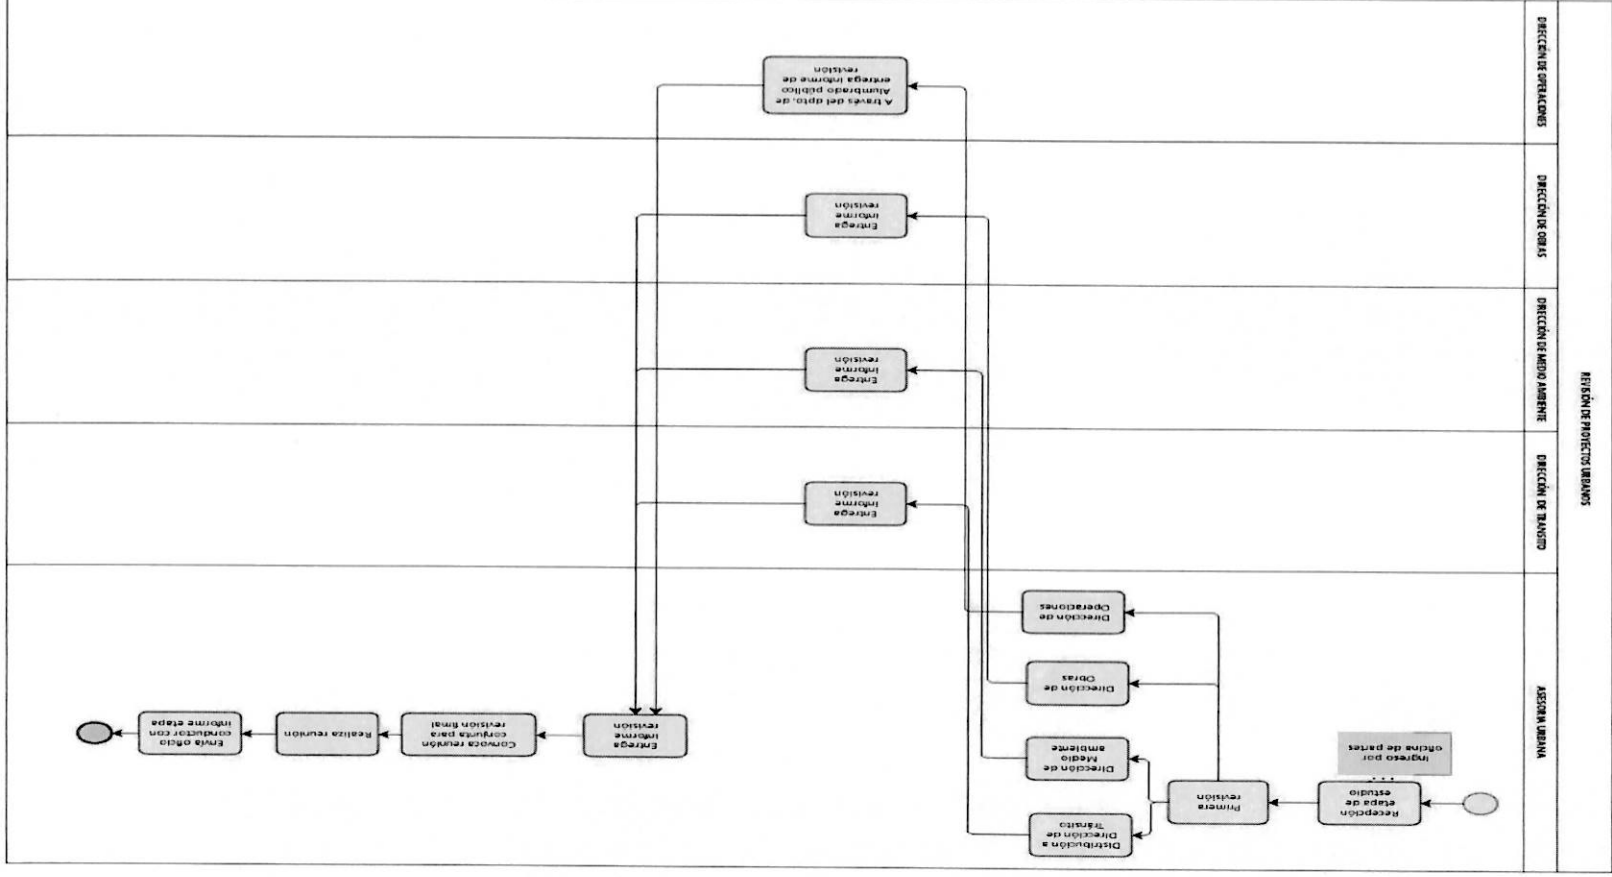 REVISIÓN DE PROYECTOS URBANOS
ASESORIA URBANA
Ingreso por
oficina de partes
Recepción
etapa de
estudio
Primera
revisión
Distribución a
Dirección de
Tránsito
Dirección de
Medio
ambiente
Dirección de
Obras
Dirección de
Operaciones
Entrega
informe
revisión
Convoca reunión
conjunta para
revisión fimal
Realiza reunión
Envía oficio
conductor con
informe etapa
DIRECCIÓN DE TRANSITO
Entrega
informe
revisión
DIRECCIÓN DE MEDIO AMBIENTE
Entrega
informe
revisión
DIRECCIÓN DE OBRAS
Entrega
informe
revisión
DIRECCIÓN DE OPERACIONES
A través del dpto. de
Alumbrado público
entrega informe de
revisión